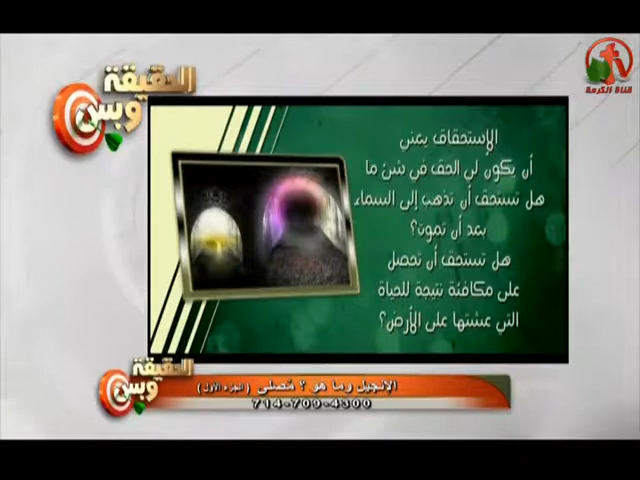 الحقيقة
وبس
قناة الكرمة
الإستحقاق يعني
أن يكون لي الحق في شئ ما
هل تستحق أن تذهب إلى السماء
بعد أن تموت؟
هل تستحق أن تحصل
على مكافئة نتيجة للحياة
التي عشتها على الأرض؟
الحقيقة
وبس
الإنجيل وما هو ؟ مُصلى (الجزء الأول)
714-709-4300